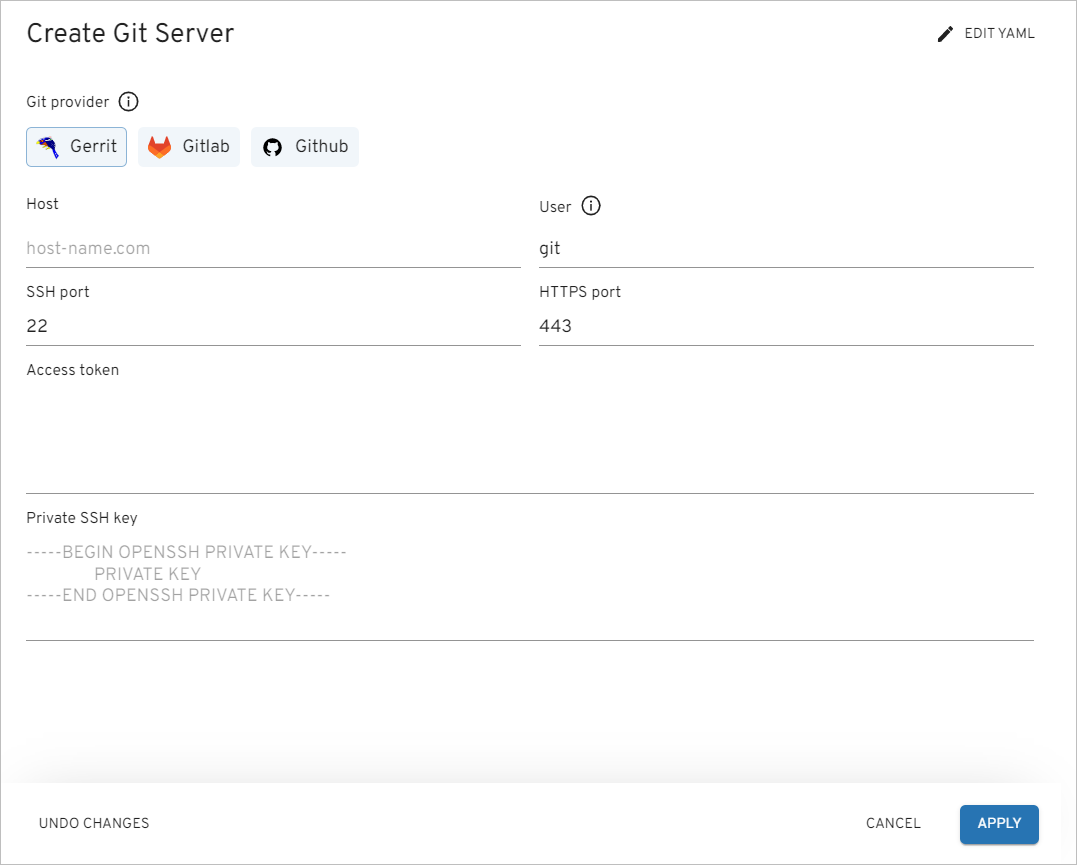 Create Git Server
EDIT YAML
Git provider
Gerrit
Gitlab
Github
Host
User
host-name.com
git
SSH port
HTTPS port
22
443
Access token
Private SSH key
-----BEGIN OPENSSH PRIVATE KEY-----
PRIVATE KEY
-----END OPENSSH PRIVATE KEY-----
UNDO CHANGES
CANCEL
APPLY